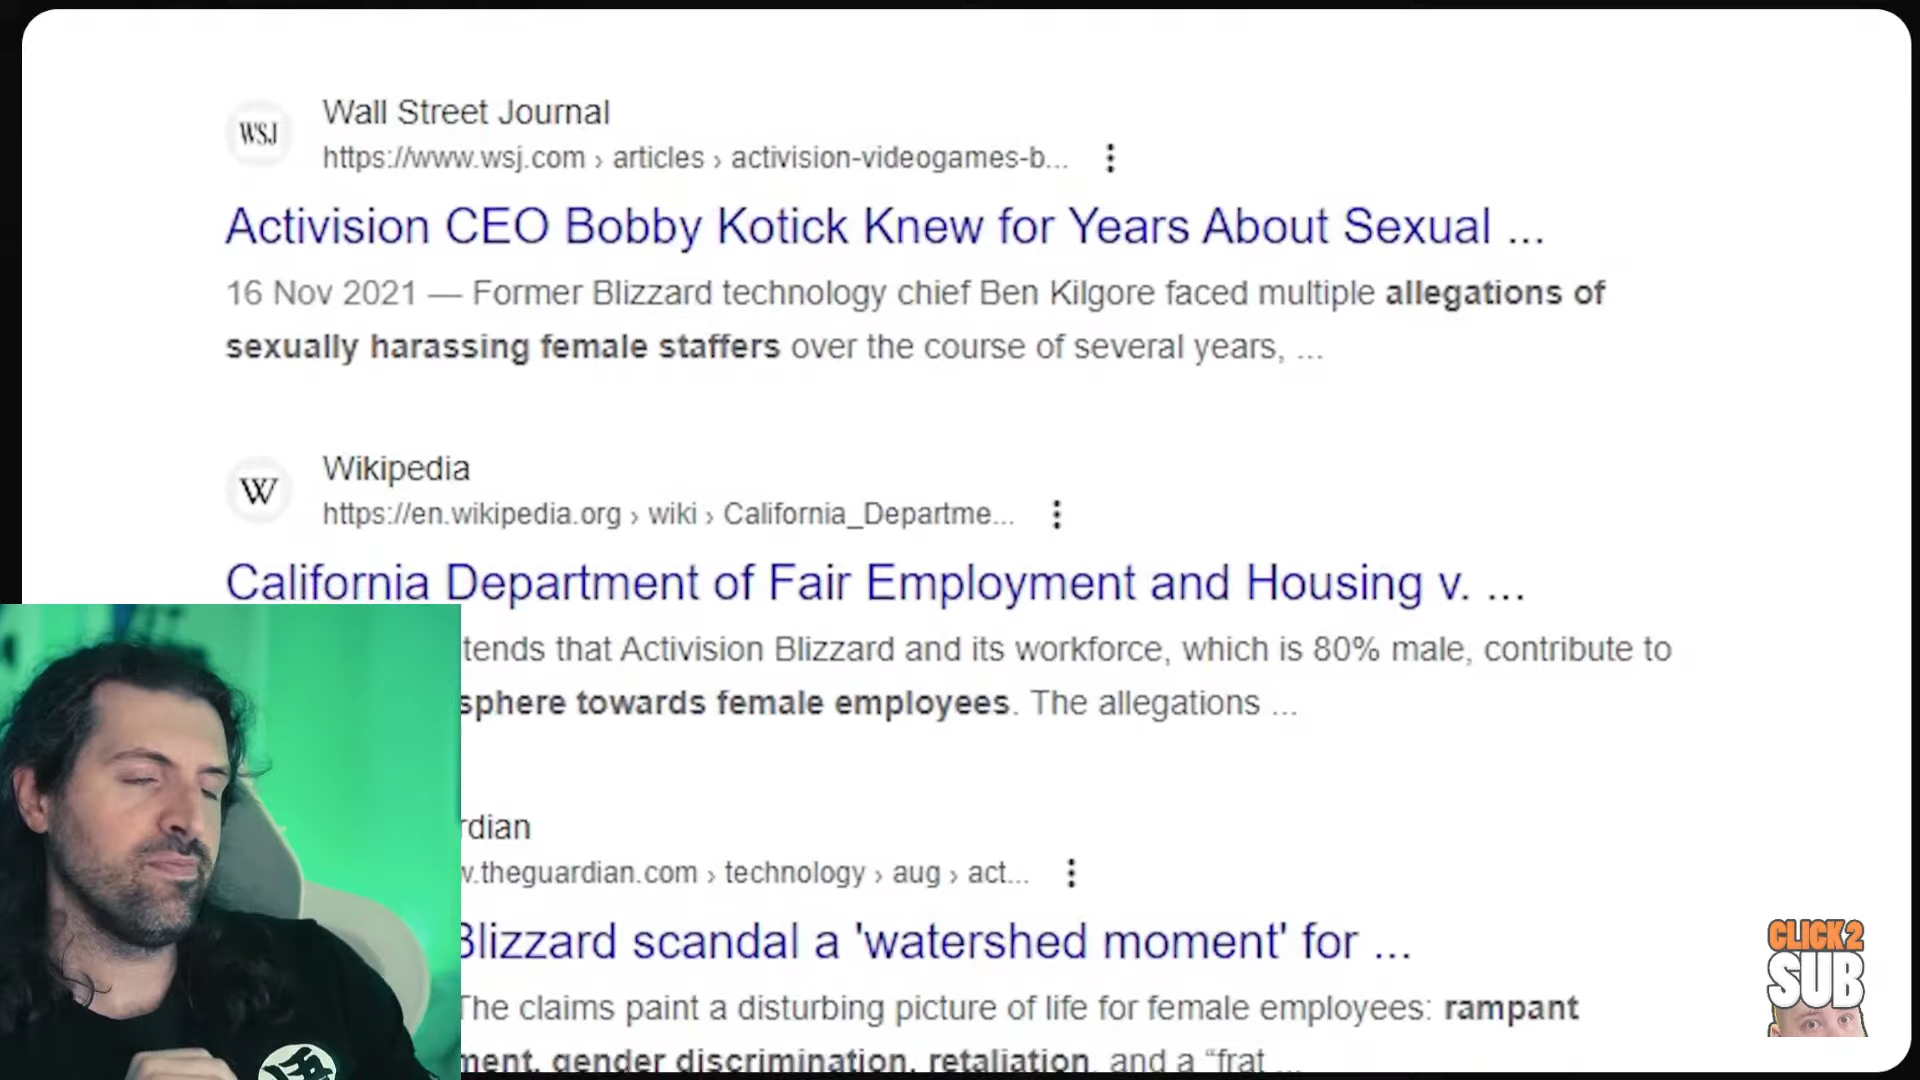 WSJ
Wall Street Journal
https://www.wsj.com › articles › activision-videogames-b...
Activision CEO Bobby Kotick Knew for Years About Sexual ...
16 Nov 2021 — Former Blizzard technology chief Ben Kilgore faced multiple allegations of
sexually harassing female staffers over the course of several years, ...
W
Wikipedia
https://en.wikipedia.org › wiki › California_Departme...
California Department of Fair Employment and Housing v. ...
tends that Activision Blizzard and its workforce, which is 80% male, contribute to
sphere towards female employees. The allegations ...
rdian
w.theguardian.com › technology › aug › act...
Blizzard scandal a 'watershed moment' for ...
The claims paint a disturbing picture of life for female employees: rampant
ment, gender discrimination, retaliation, and a “frat ...
CLICK2
SUB